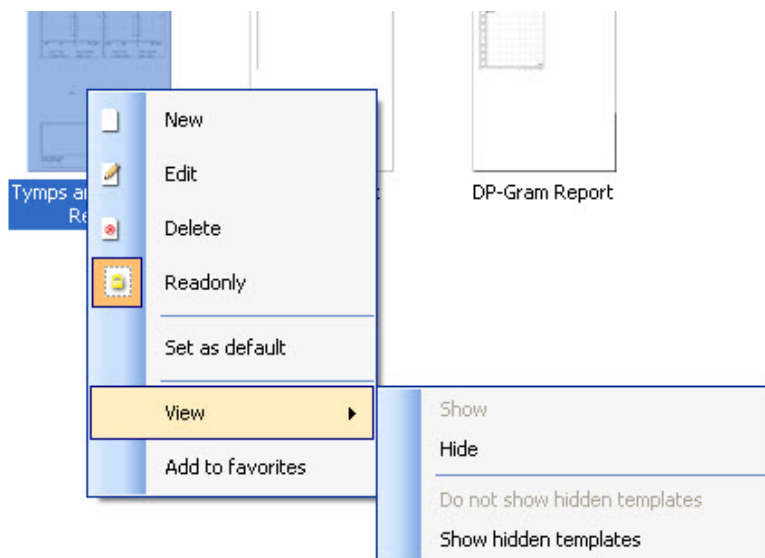 New
Edit
Tymps a
DP-Gram Report
Re
Delete
Readonly
Set as default
View
Show
Hide
Add to favorites
Do not show hidden templates
Show hidden templates